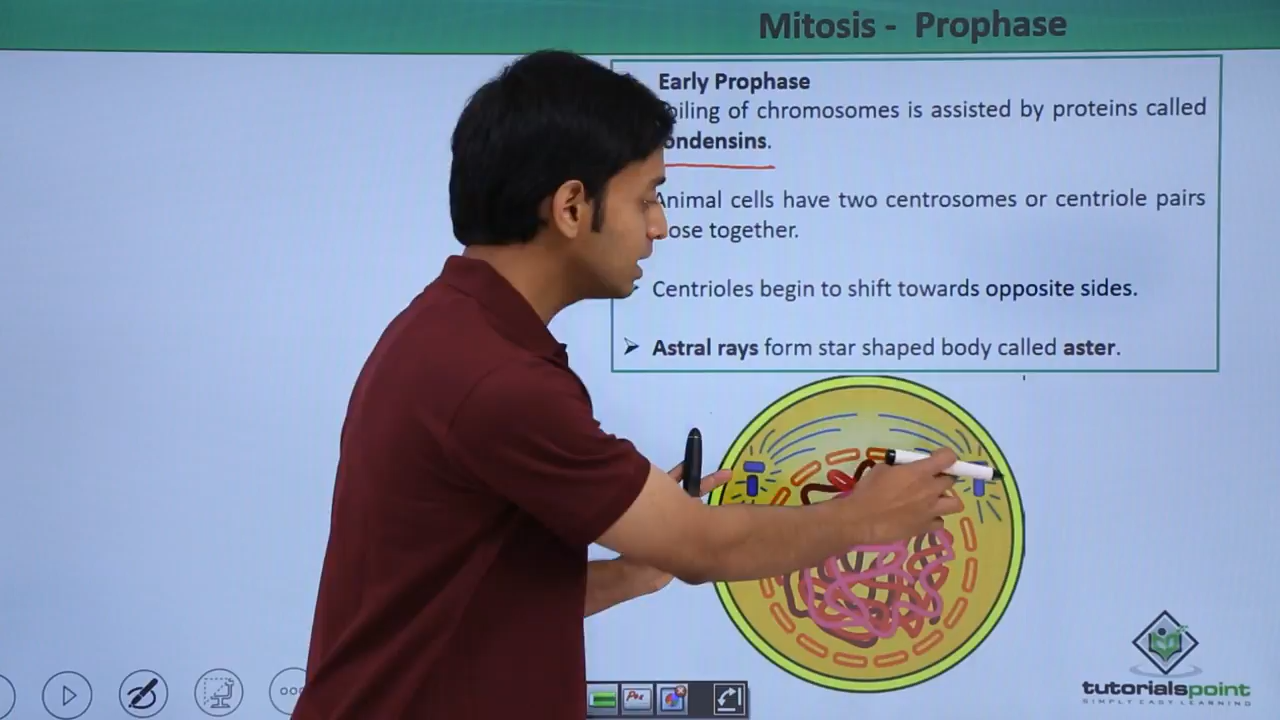 Mitosis - Prophase
Early Prophase
oiling of chromosomes is assisted by proteins called
ondensins.
Animal cells have two centrosomes or centriole pairs
ose together.
Centrioles begin to shift towards opposite sides.
➢ Astral rays form star shaped body called aster.
tutorialspoint
SIMPLY EASY LEARNING